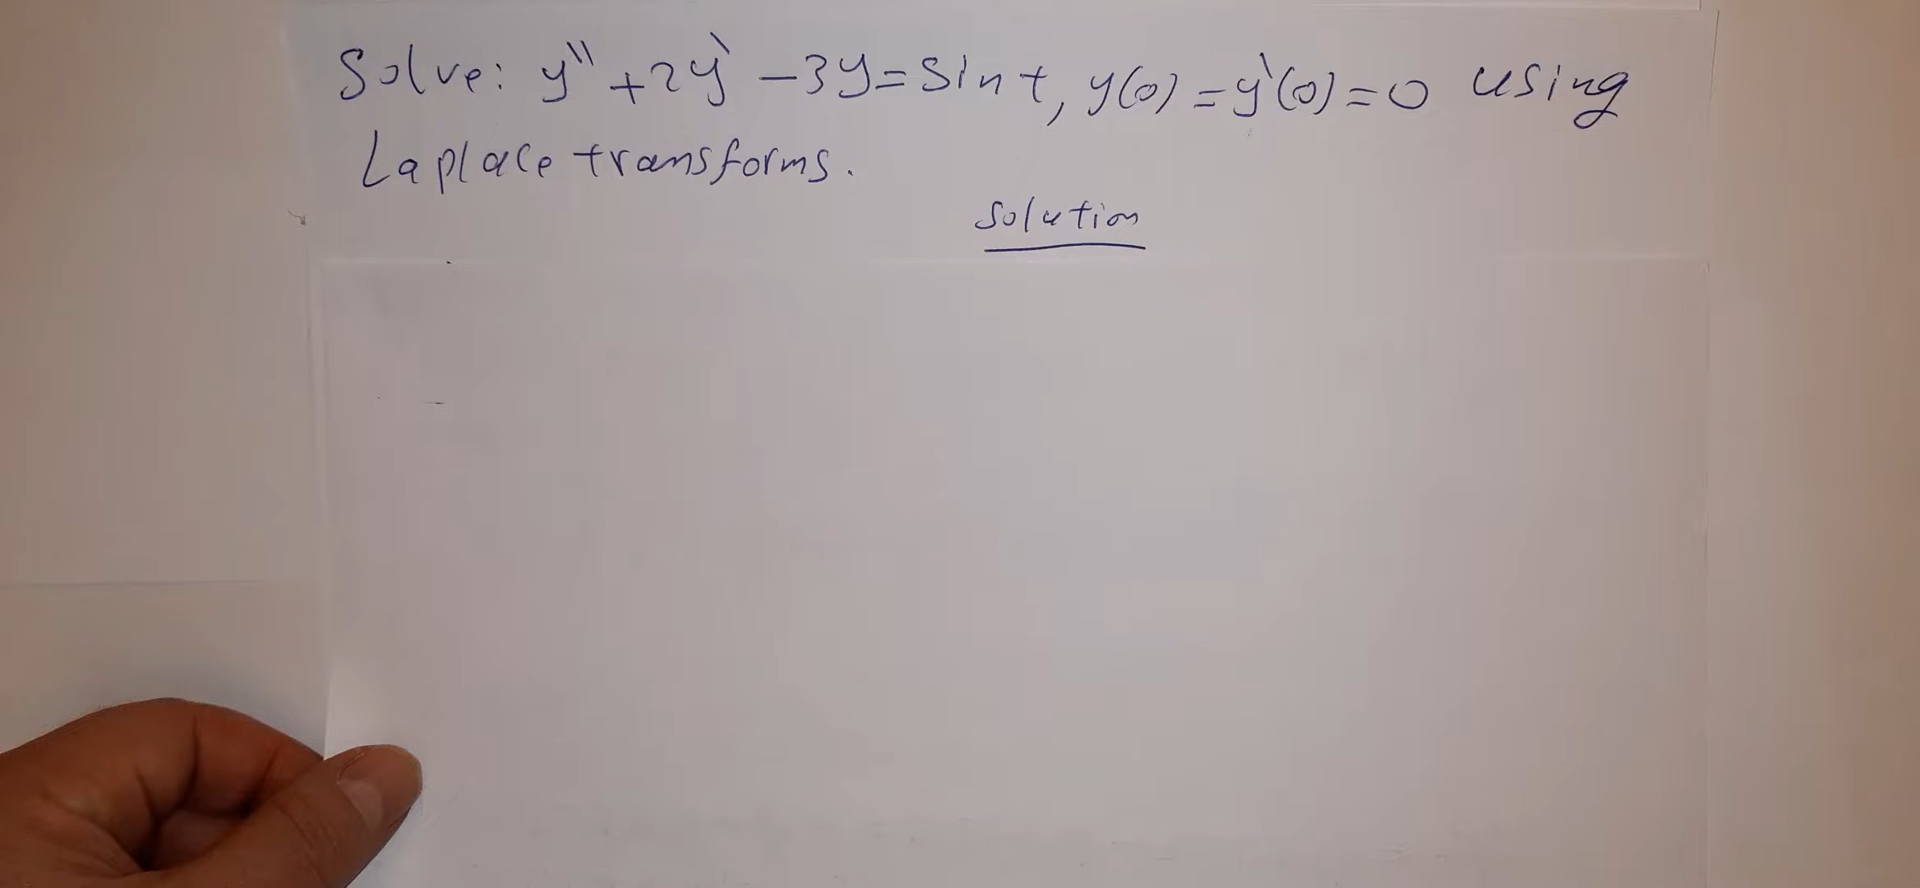 Solve: y'' + 2y' - 3y = sin t, y(0) = y'(0) = 0 using
Laplace transforms.
Solution